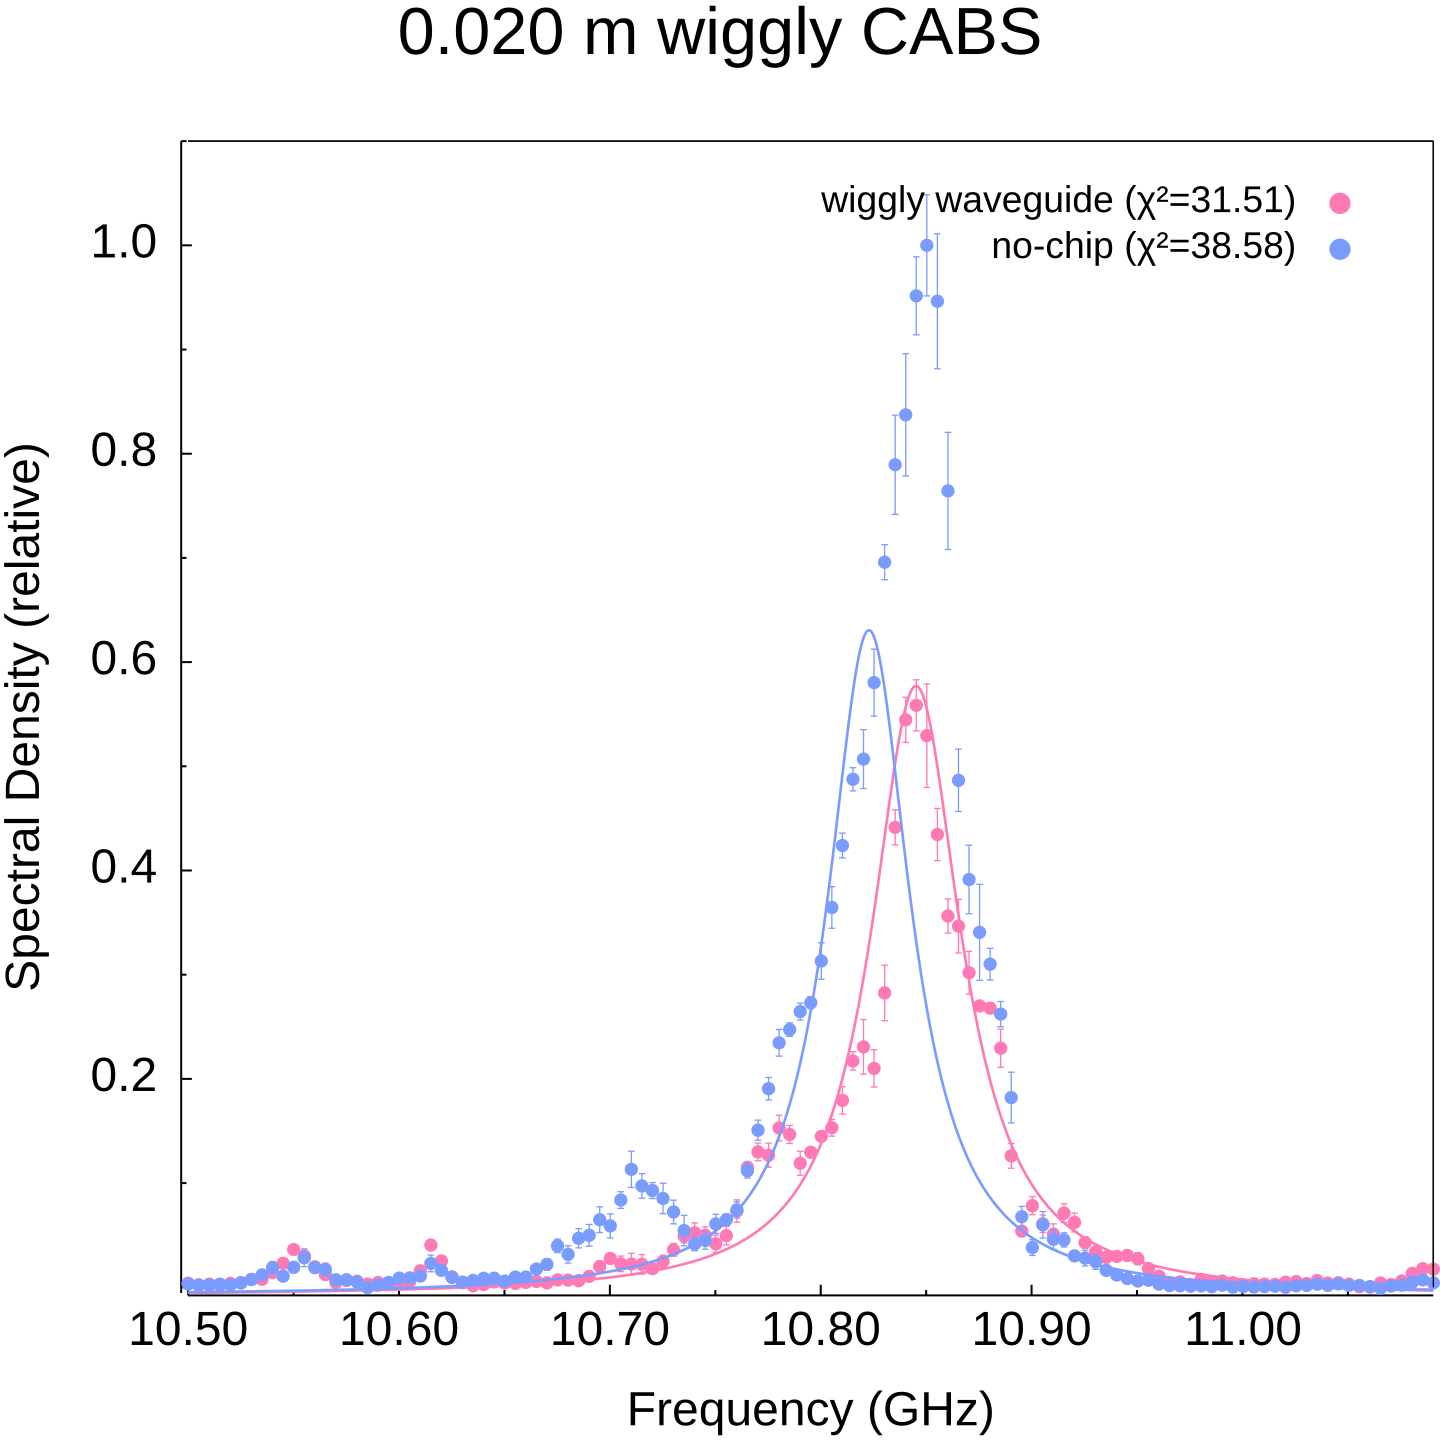 0.020 m wiggly CABS
wiggly waveguide (χ²=31.51)
no-chip (χ²=38.58)
1.0
0.8
0.6
0.4
0.2
Spectral Density (relative)
10.50 10.60 10.70 10.80 10.90 11.00
Frequency (GHz)